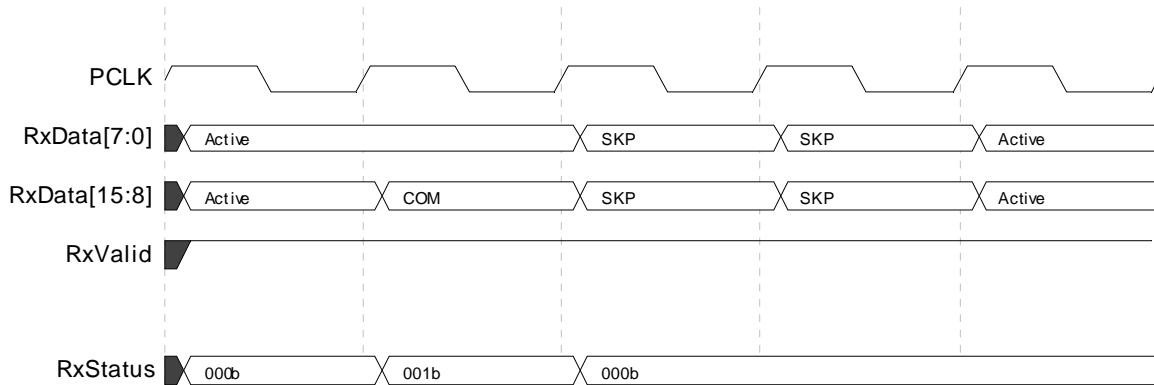 PCLK
RxData[7:0] Active SKP SKP Active
RxData[15:8] Active COM SKP SKP Active
RxValid
RxStatus 000b 001b 000b